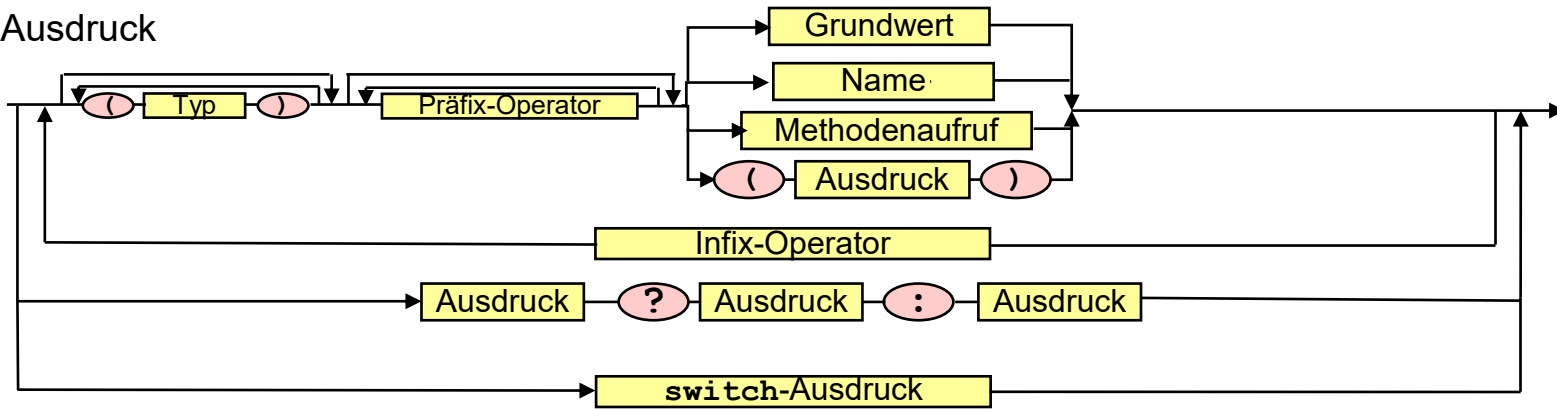 Ausdruck
Grundwert
Name
( Typ ) Präfix-Operator
Methodenaufruf
( Ausdruck )
Infix-Operator
Ausdruck ? Ausdruck : Ausdruck
switch-Ausdruck